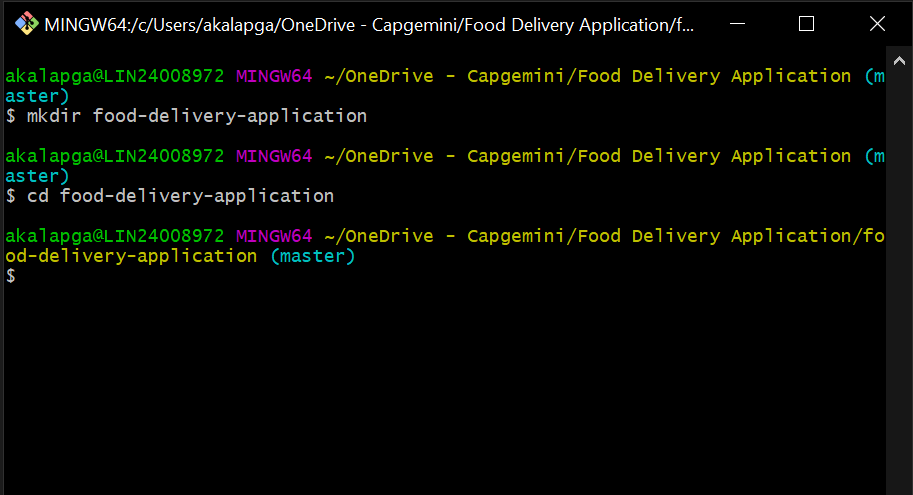 MINGW64:/c/Users/akalapga/OneDrive - Capgemini/Food Delivery Application/f...
akalapga@LIN24008972 MINGW64 ~/OneDrive - Capgemini/Food Delivery Application (m
aster)
$ mkdir food-delivery-application
akalapga@LIN24008972 MINGW64 ~/OneDrive - Capgemini/Food Delivery Application (m
aster)
$ cd food-delivery-application
akalapga@LIN24008972 MINGW64 ~/OneDrive - Capgemini/Food Delivery Application/fo
od-delivery-application (master)
$